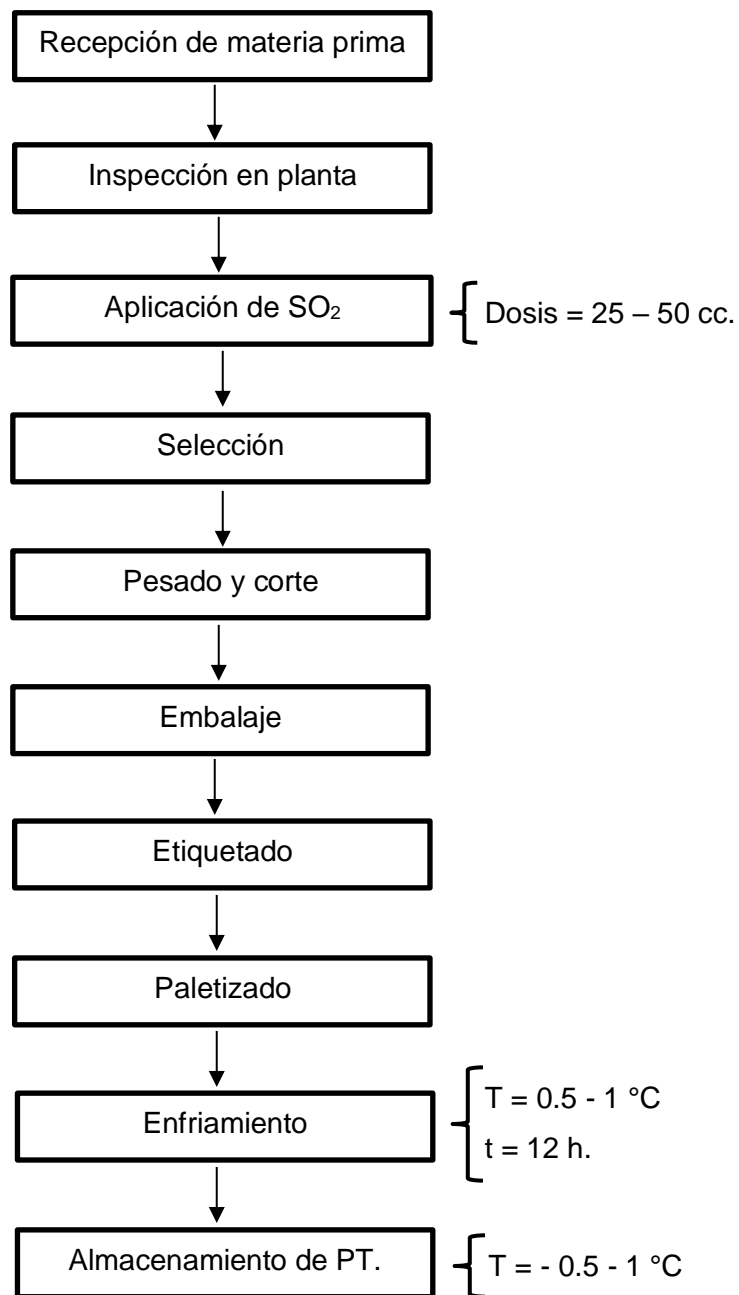 Recepción de materia prima
Inspección en planta
Aplicación de SO₂
Dosis = 25 – 50 cc.
Selección
Pesado y corte
Embalaje
Etiquetado
Paletizado
Enfriamiento
T = 0.5 - 1 °C
t = 12 h.
Almacenamiento de PT.
T = - 0.5 - 1 °C